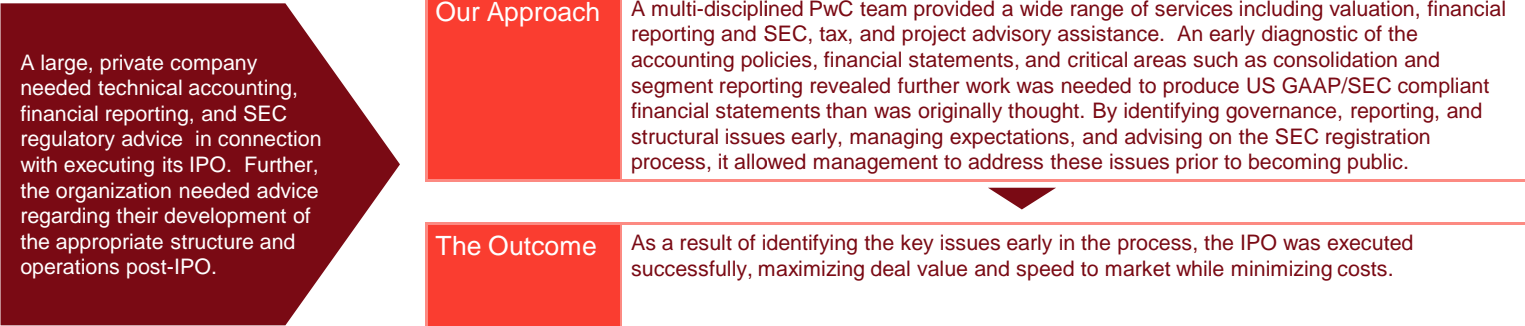 A large, private company
needed technical accounting,
financial reporting, and SEC
regulatory advice in connection
with executing its IPO. Further,
the organization needed advice
regarding their development of
the appropriate structure and
operations post-IPO.
Our Approach
A multi-disciplined PwC team provided a wide range of services including valuation, financial
reporting and SEC, tax, and project advisory assistance. An early diagnostic of the
accounting policies, financial statements, and critical areas such as consolidation and
segment reporting revealed further work was needed to produce US GAAP/SEC compliant
financial statements than was originally thought. By identifying governance, reporting, and
structural issues early, managing expectations, and advising on the SEC registration
process, it allowed management to address these issues prior to becoming public.
The Outcome
As a result of identifying the key issues early in the process, the IPO was executed
successfully, maximizing deal value and speed to market while minimizing costs.